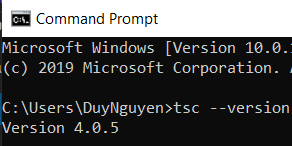 Command Prompt
Microsoft Windows [Version 10.0.
(c) 2019 Microsoft Corporation.
C:\Users\DuyNguyen>tsc --version
Version 4.0.5